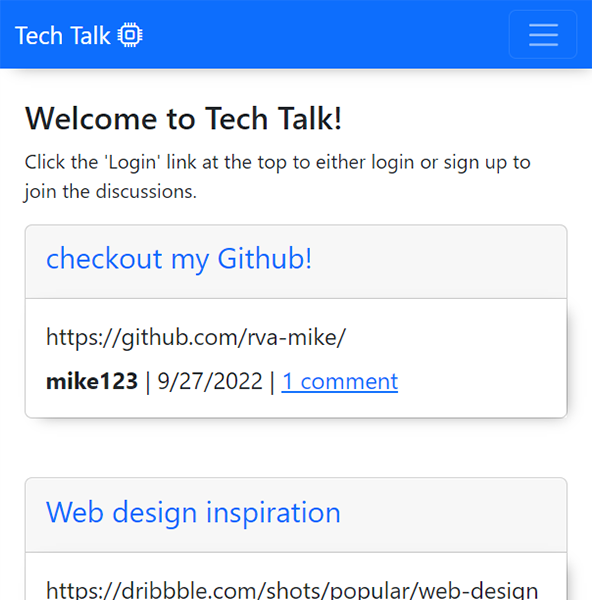 Tech Talk
Welcome to Tech Talk!
Click the 'Login' link at the top to either login or sign up to
join the discussions.
checkout my Github!
https://github.com/rva-mike/
mike123 | 9/27/2022 | 1 comment
Web design inspiration
https://dribbble.com/shots/popular/web-design